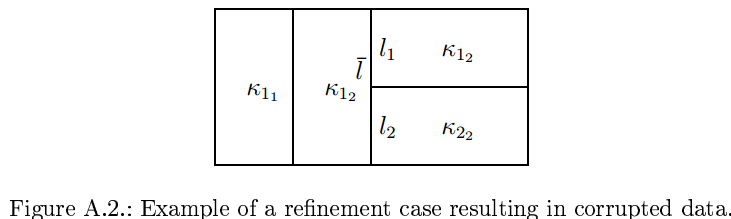 l₁ κ₁₂
l̄
κ₁₁ κ₁₂
l₂ κ₂₂
Figure A.2.: Example of a refinement case resulting in corrupted data.